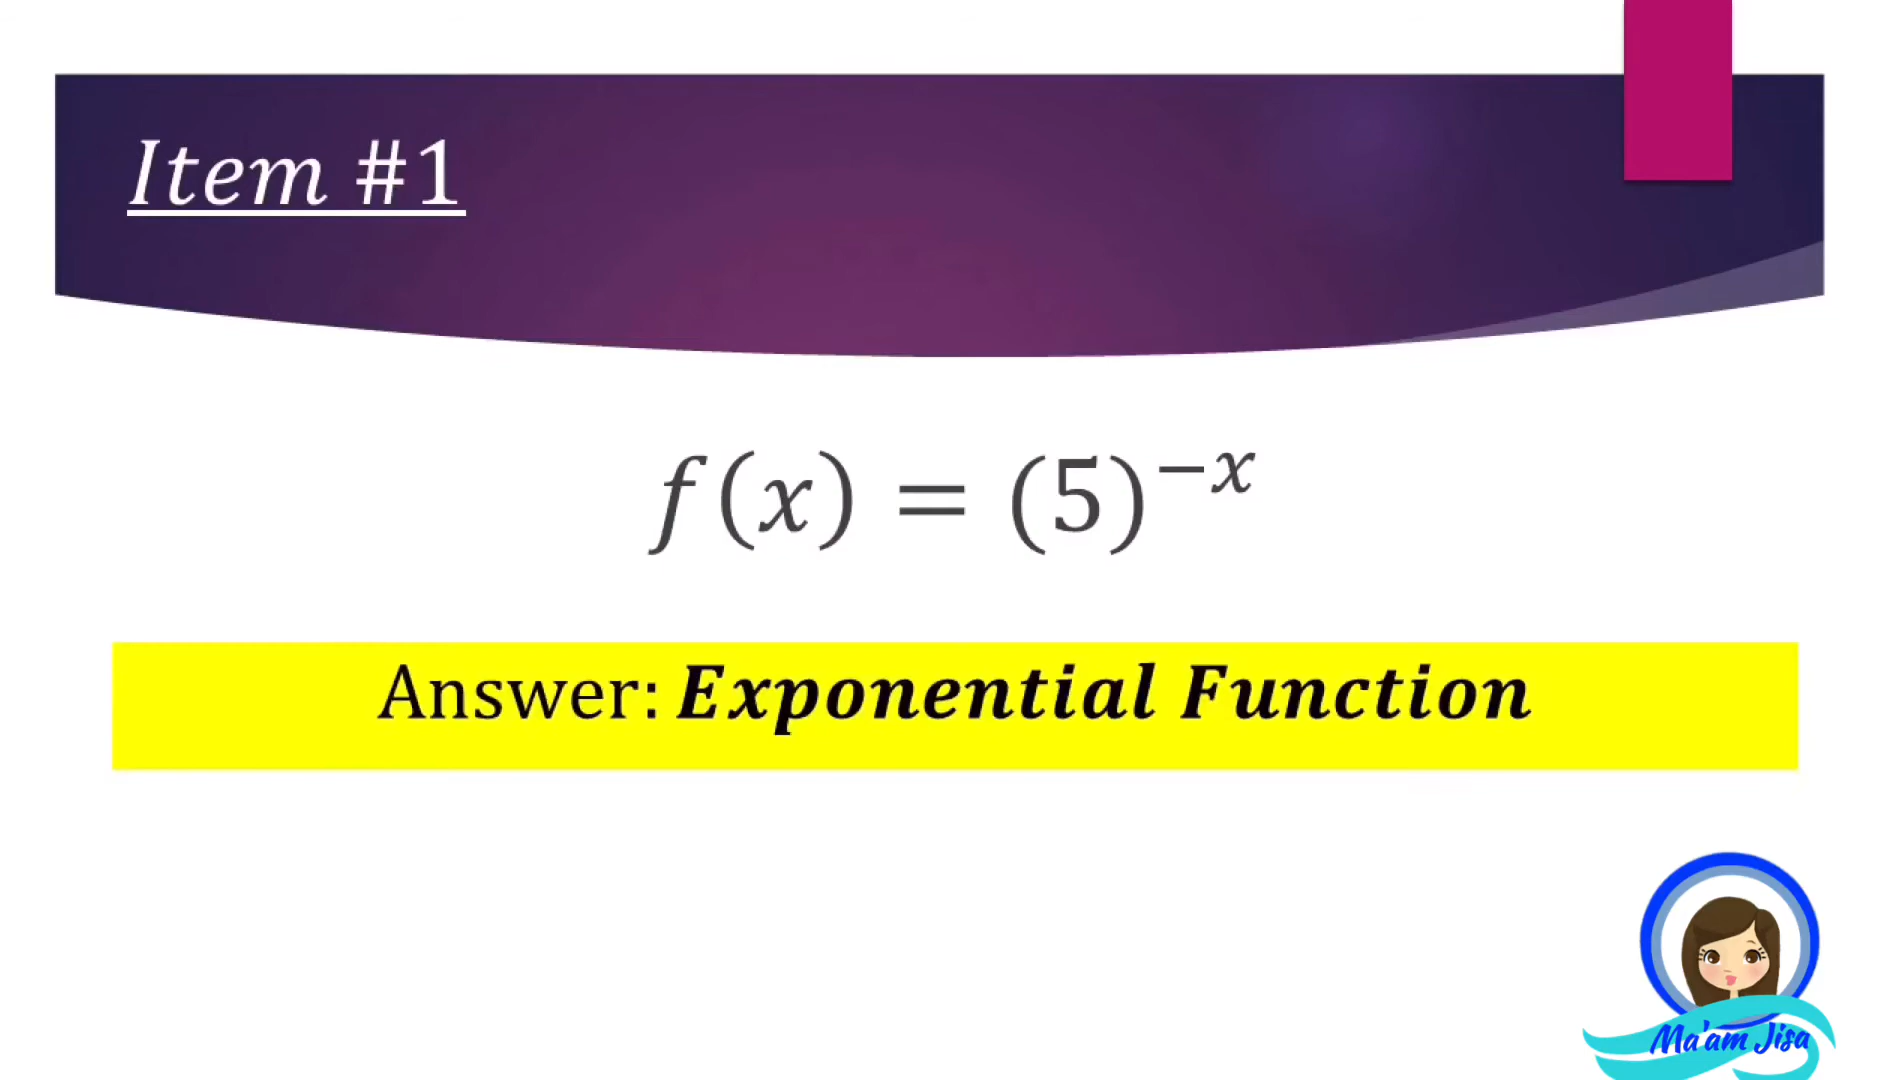 Item #1
f(x) = (5)^{-x}
Answer: Exponential Function
Ma'am Jisa